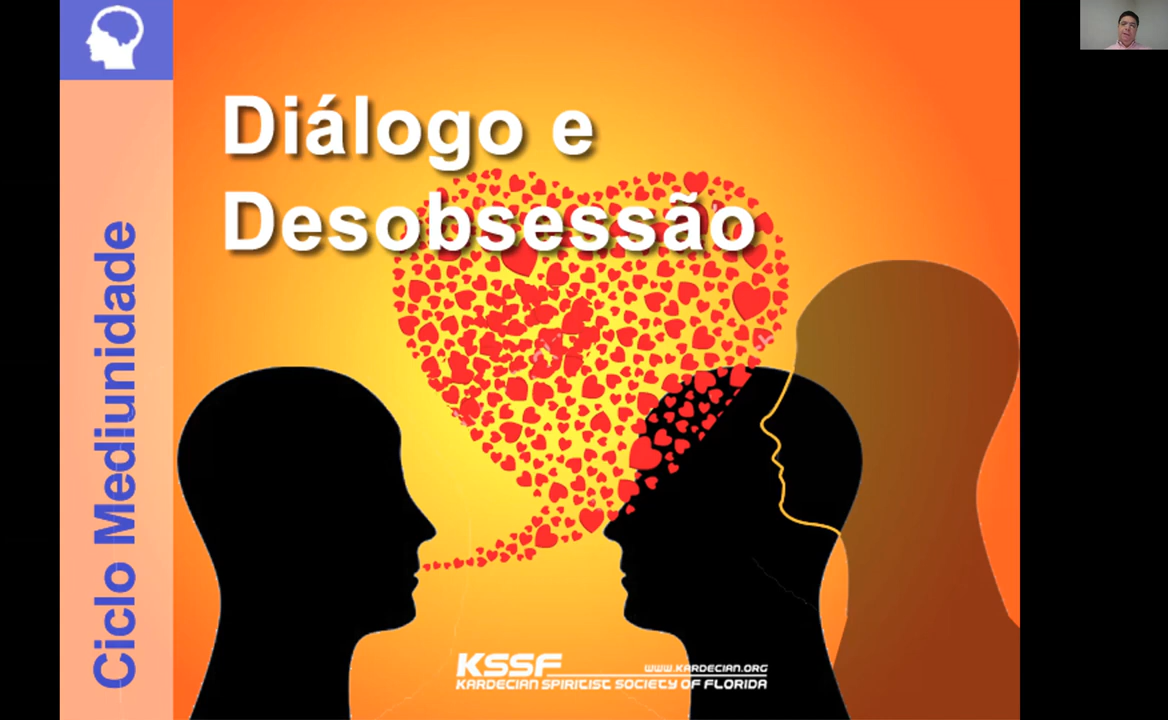 Diálogo e
Desobsessão
Ciclo Mediunidade
KSSF
WWW.KARDECIAN.ORG
KARDECIAN SPIRITIST SOCIETY OF FLORIDA